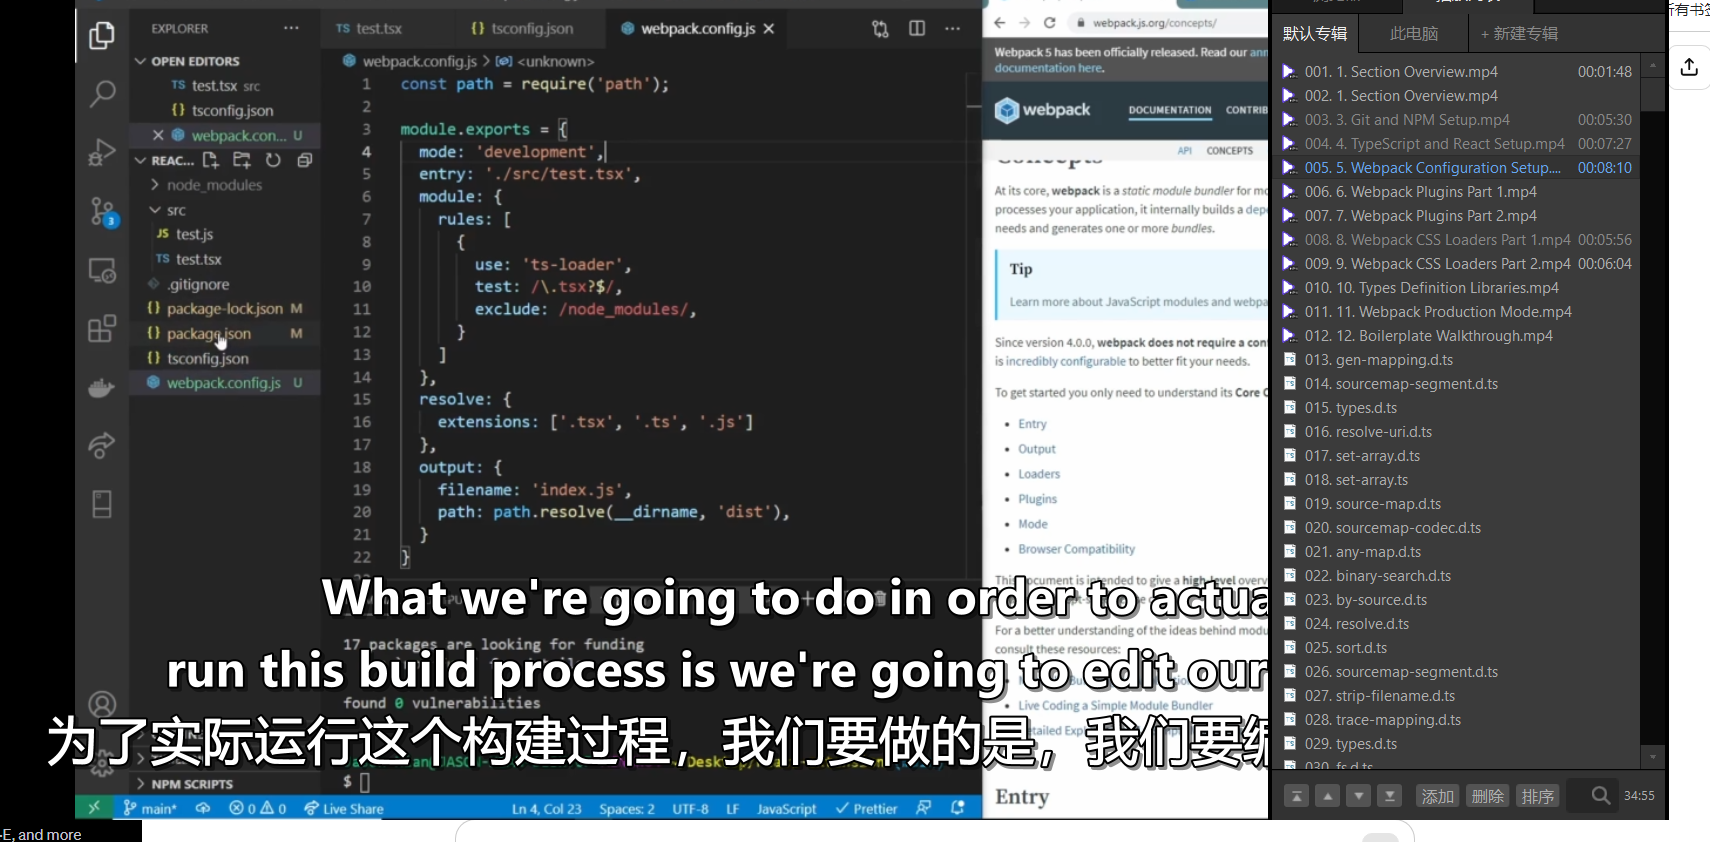 EXPLORER
OPEN EDITORS
test.tsx src
tsconfig.json
webpack.con... U
REAC...
node_modules
src
JS test.js
TS test.tsx
.gitignore
package-lock.json M
package.json M
tsconfig.json
webpack.config.js U
NPM SCRIPTS
TS test.tsx
{} tsconfig.json
webpack.config.js
webpack.config.js > <unknown>
1 const path = require('path');
2
3 module.exports = {
4 mode: 'development',
5 entry: './src/test.tsx',
6 module: {
7 rules: [
8 {
9 use: 'ts-loader',
10 test: /\.tsx?$/,
11 exclude: /node_modules/,
12 }
13 ]
14 },
15 resolve: {
16 extensions: ['.tsx', '.ts', '.js']
17 },
18 output: {
19 filename: 'index.js',
20 path: path.resolve(__dirname, 'dist'),
21 }
22 }
17 packages are looking for funding
found 0 vulnerabilities
$
What we're going to do in order to actua
run this build process is we're going to edit our
为了实际运行这个构建过程，我们要做的是，我们要编
main* 0 0 Live Share Ln 4, Col 23 Spaces: 2 UTF-8 LF JavaScript Prettier
webpack.js.org/concepts/
Webpack 5 has been officially released. Read our ann
documentation here.
webpack DOCUMENTATION CONTRIB
API CONCEPTS
Concepts
At its core, webpack is a static module bundler for mo
processes your application, it internally builds a depe
needs and generates one or more bundles.
Tip
Learn more about JavaScript modules and webpa
Since version 4.0.0, webpack does not require a con
is incredibly configurable to better fit your needs.
To get started you only need to understand its Core C
Entry
Output
Loaders
Plugins
Mode
Browser Compatibility
This document is intended to give a high-level overv
For a better understanding of the ideas behind modu
consult these resources:
Live Coding a Simple Module Bundler
Entry
默认专辑 此电脑 + 新建专辑
001. 1. Section Overview.mp4 00:01:48
002. 1. Section Overview.mp4
003. 3. Git and NPM Setup.mp4 00:05:30
004. 4. TypeScript and React Setup.mp4 00:07:27
005. 5. Webpack Configuration Setup.... 00:08:10
006. 6. Webpack Plugins Part 1.mp4
007. 7. Webpack Plugins Part 2.mp4
008. 8. Webpack CSS Loaders Part 1.mp4 00:05:56
009. 9. Webpack CSS Loaders Part 2.mp4 00:06:04
010. 10. Types Definition Libraries.mp4
011. 11. Webpack Production Mode.mp4
012. 12. Boilerplate Walkthrough.mp4
013. gen-mapping.d.ts
014. sourcemap-segment.d.ts
015. types.d.ts
016. resolve-uri.d.ts
017. set-array.d.ts
018. set-array.ts
019. source-map.d.ts
020. sourcemap-codec.d.ts
021. any-map.d.ts
022. binary-search.d.ts
023. by-source.d.ts
024. resolve.d.ts
025. sort.d.ts
026. sourcemap-segment.d.ts
027. strip-filename.d.ts
028. trace-mapping.d.ts
029. types.d.ts
030. fs.d.ts
添加 删除 排序 34:55
所有书签
-E, and more